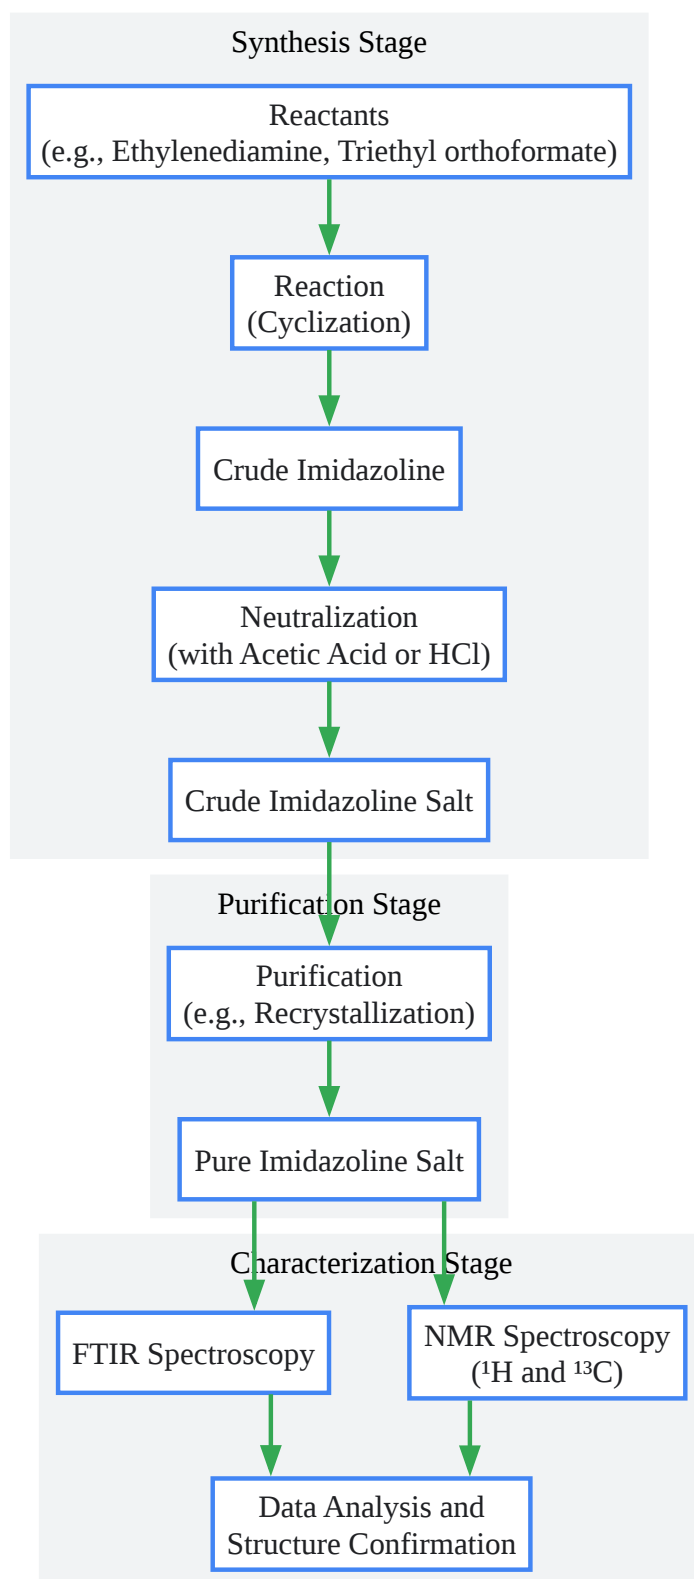 Synthesis Stage
Reactants
(e.g., Ethylenediamine, Triethyl orthoformate)
Reaction
(Cyclization)
Crude Imidazoline
Neutralization
(with Acetic Acid or HCl)
Crude Imidazoline Salt
Purification Stage
Purification
(e.g., Recrystallization)
Pure Imidazoline Salt
Characterization Stage
FTIR Spectroscopy
NMR Spectroscopy
(¹H and ¹³C)
Data Analysis and
Structure Confirmation